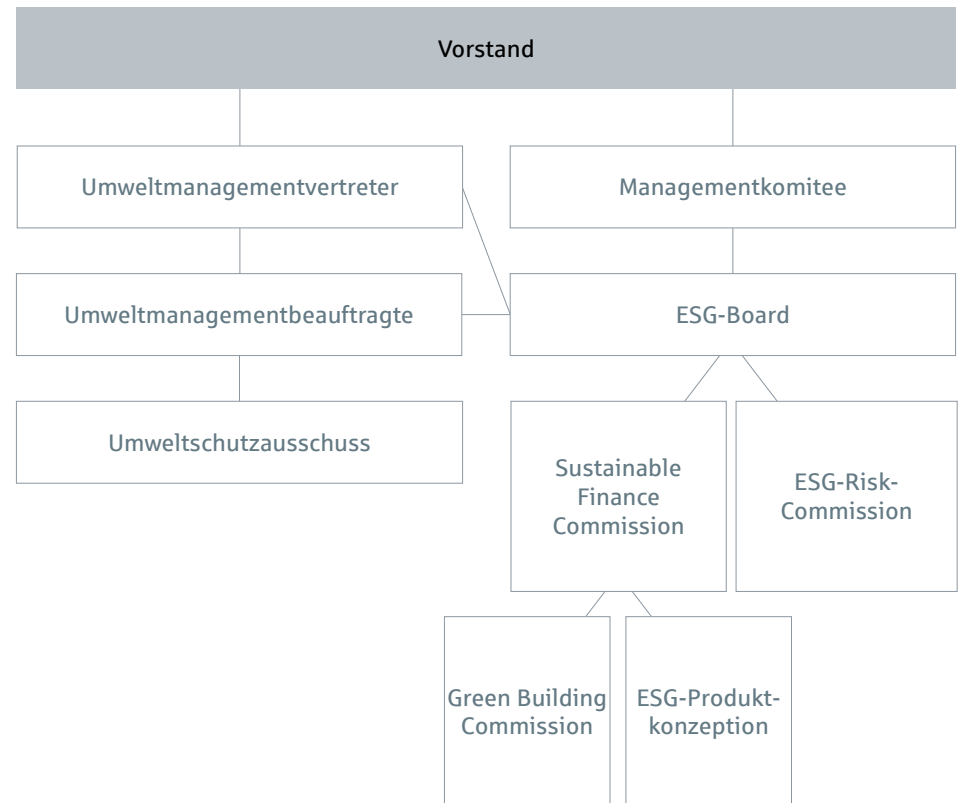 Vorstand
Umweltmanagementvertreter
Managementkomitee
Umweltmanagementbeauftragte
ESG-Board
Umweltschutzausschuss
Sustainable
Finance
Commission
ESG-Risk-
Commission
Green Building
Commission
ESG-Produkt-
konzeption